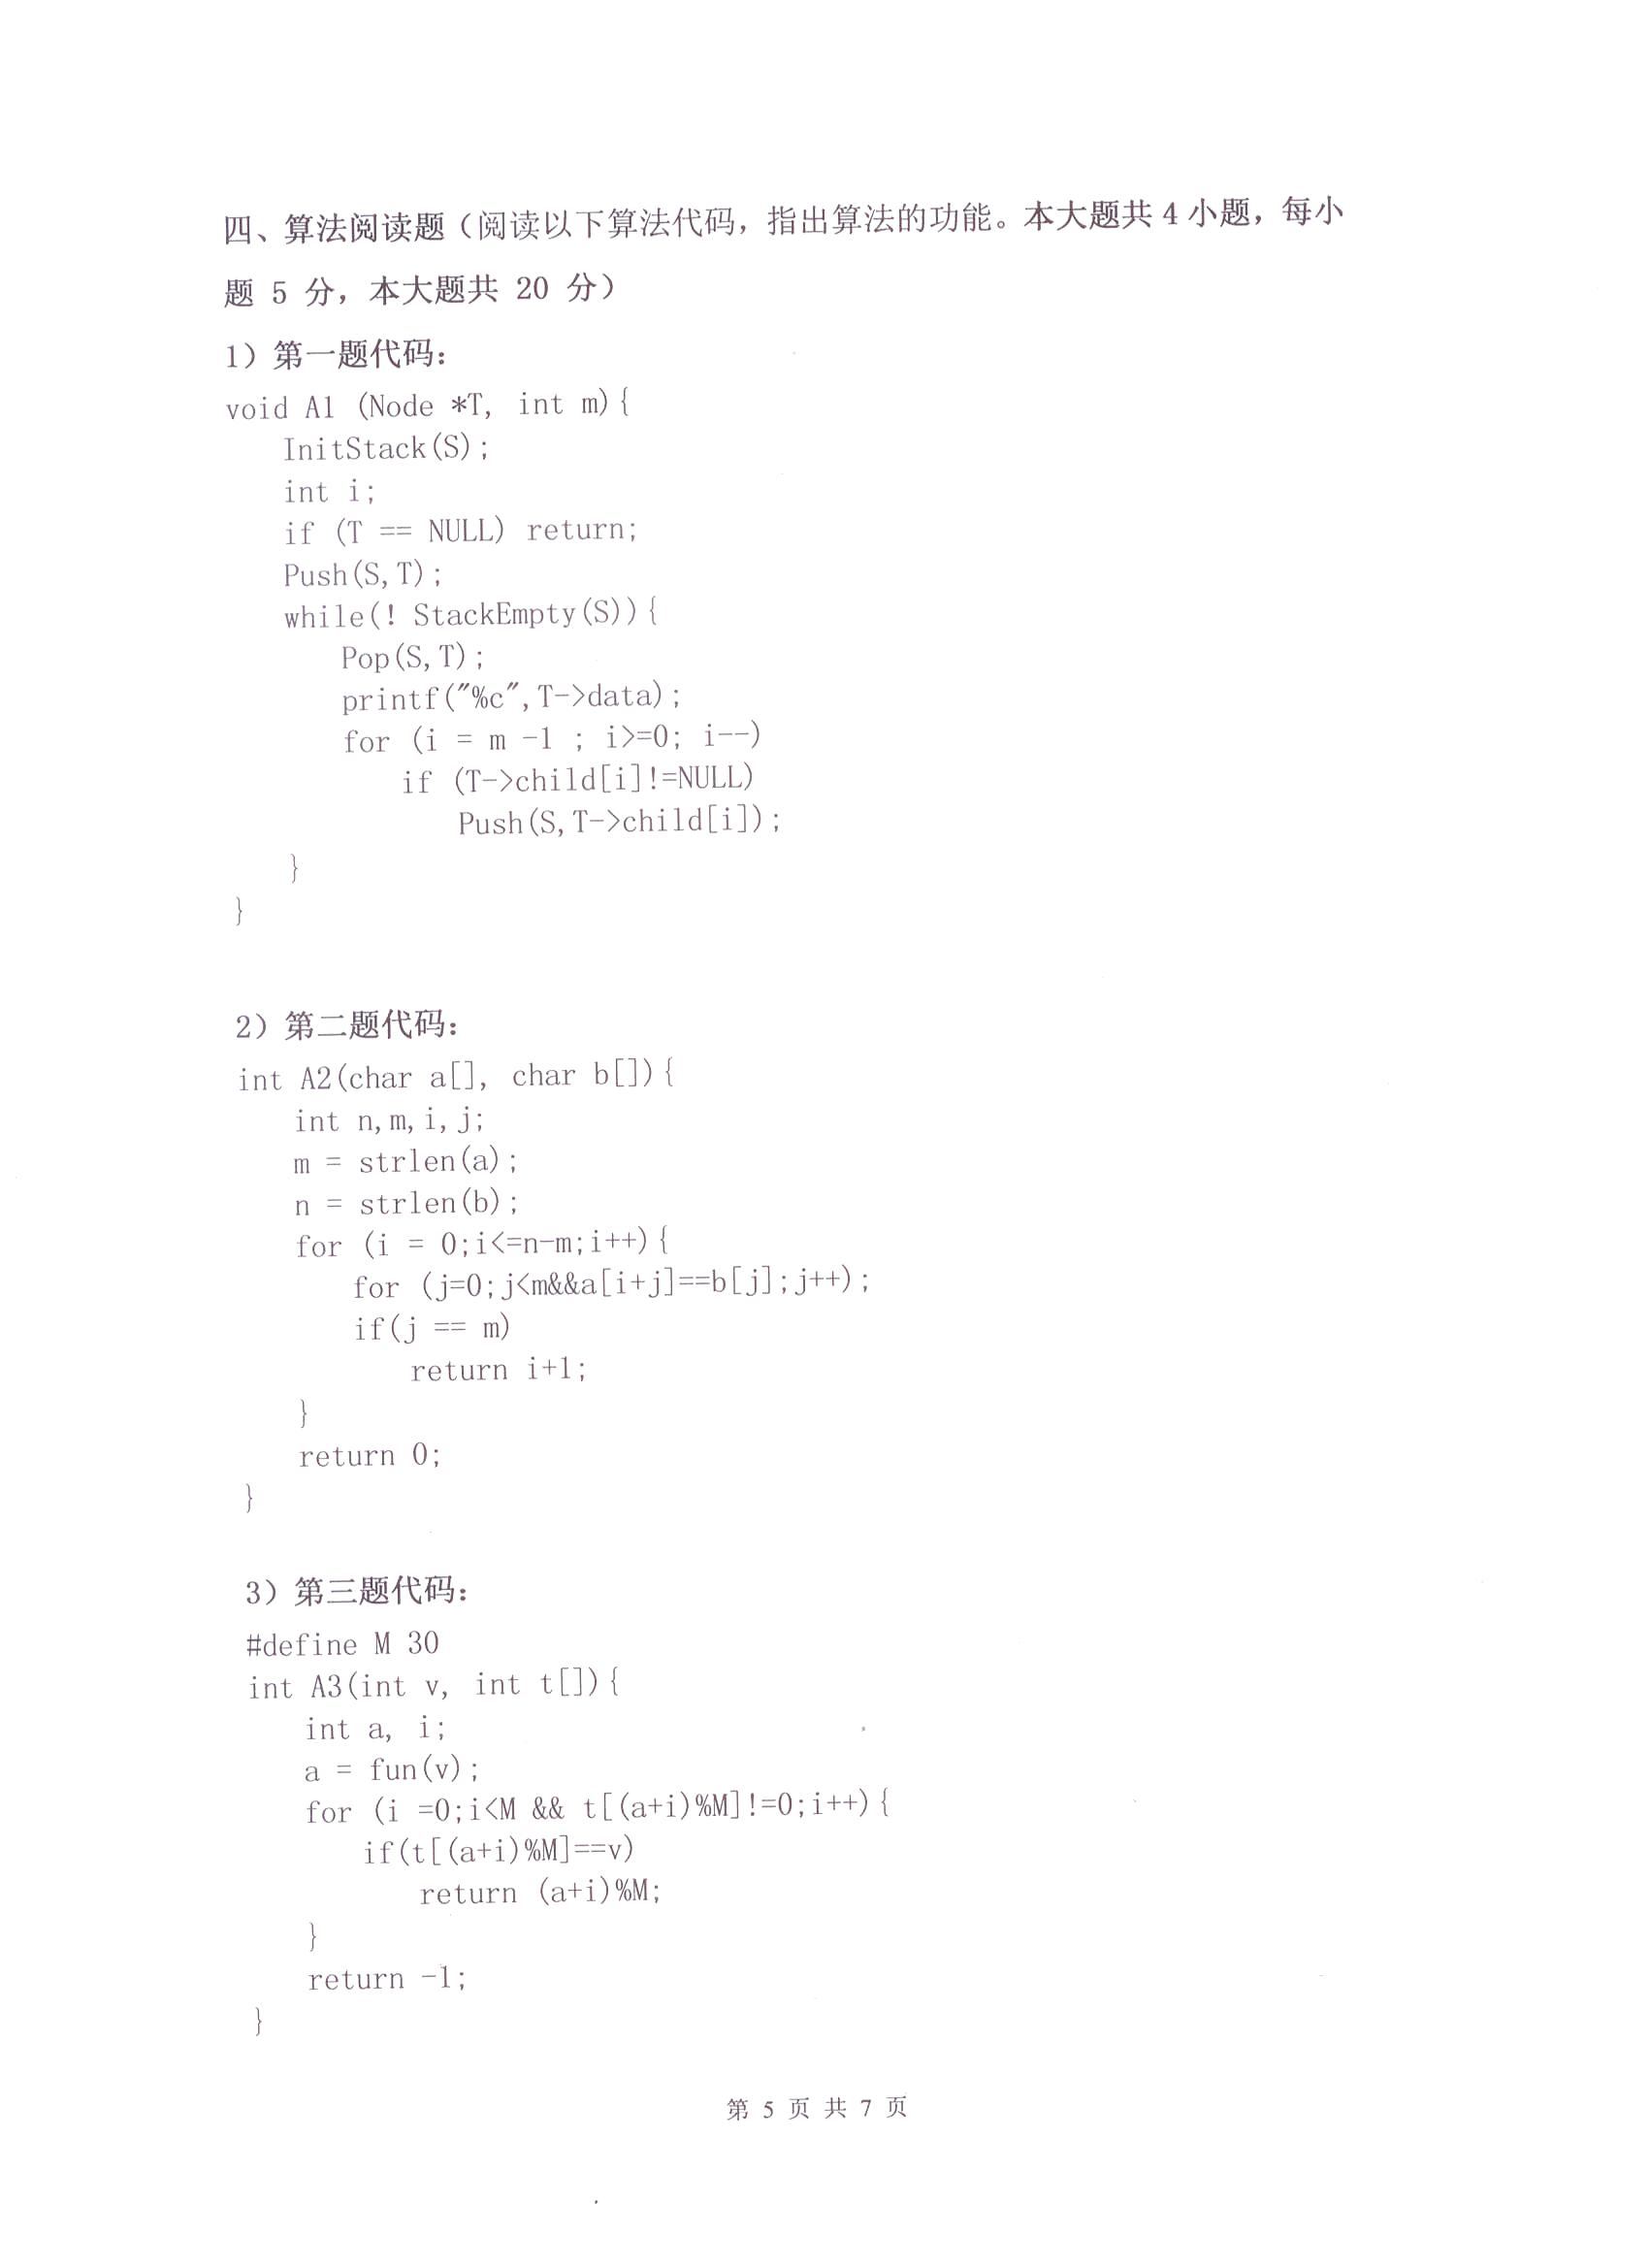 四、算法阅读题（阅读以下算法代码，指出算法的功能。本大题共4小题，每小
题 5 分，本大题共 20 分）
1）第一题代码：
void A1 (Node *T, int m){
InitStack(S);
int i;
if (T == NULL) return;
Push(S,T);
while(! StackEmpty(S)){
Pop(S,T);
printf("%c",T->data);
for (i = m -1 ; i>=0; i--)
if (T->child[i]!=NULL)
Push(S,T->child[i]);
}
}
2）第二题代码：
int A2(char a[], char b[]){
int n,m,i,j;
m = strlen(a);
n = strlen(b);
for (i = 0;i<=n-m;i++){
for (j=0;j<m&&a[i+j]==b[j];j++);
if(j == m)
return i+1;
}
return 0;
}
3）第三题代码：
#define M 30
int A3(int v, int t[]){
int a, i;
a = fun(v);
for (i =0;i<M && t[(a+i)%M]!=0;i++){
if(t[(a+i)%M]==v)
return (a+i)%M;
}
return -1;
}
第 5 页 共 7 页